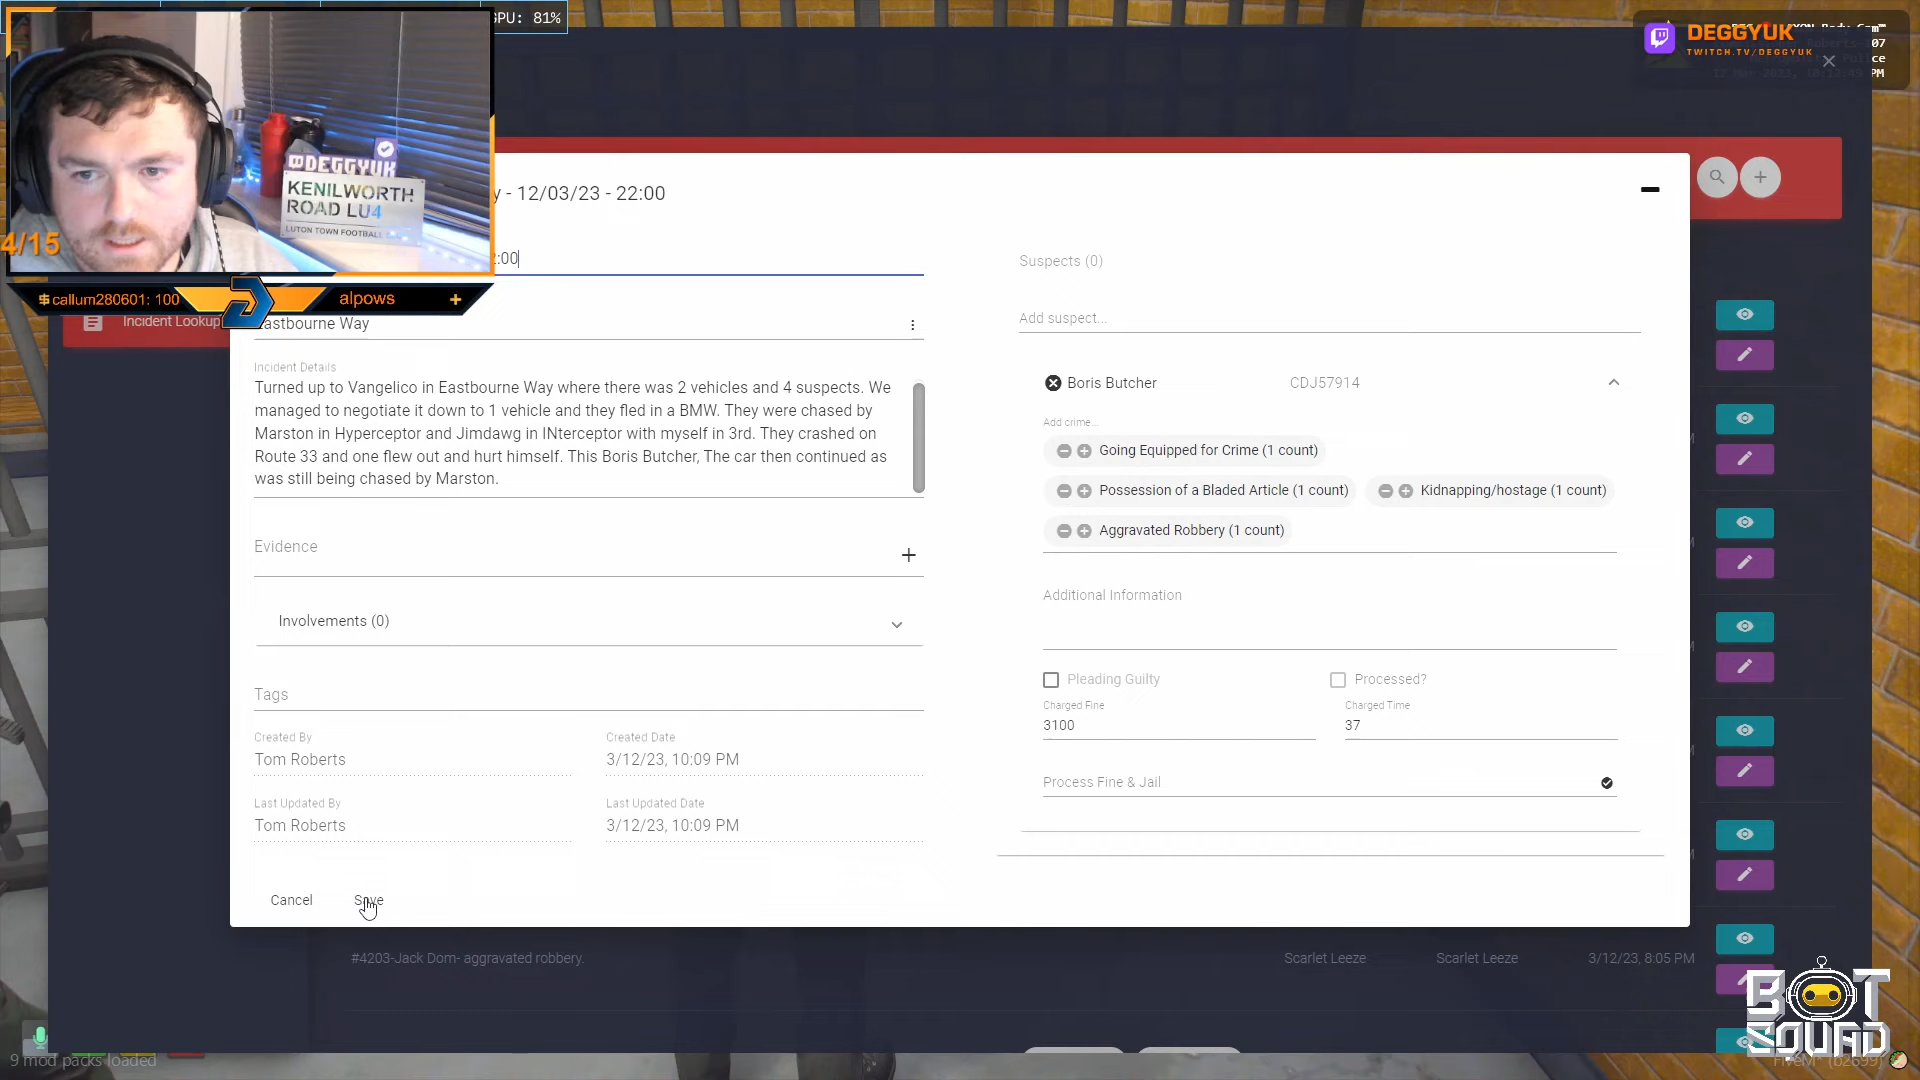 GPU: 81%
DEGGYUK
TWITCH.TV/DEGGYUK
DEGGYUK
KENILWORTH
ROAD LU4
LUTON TOWN FOOTBALL
4/15
callum280601: 100
alpows
+
y - 12/03/23 - 22:00
2:00
Incident Lookup
Eastbourne Way
Incident Details
Turned up to Vangelico in Eastbourne Way where there was 2 vehicles and 4 suspects. We
managed to negotiate it down to 1 vehicle and they fled in a BMW. They were chased by
Marston in Hyperceptor and Jimdawg in INterceptor with myself in 3rd. They crashed on
Route 33 and one flew out and hurt himself. This Boris Butcher, The car then continued as
was still being chased by Marston.
Evidence
Involvements (0)
Tags
Created By
Created Date
Tom Roberts
3/12/23, 10:09 PM
Last Updated By
Last Updated Date
Tom Roberts
3/12/23, 10:09 PM
Cancel
Save
Suspects (0)
Add suspect...
Boris Butcher
CDJ57914
Add crime...
Going Equipped for Crime (1 count)
Possession of a Bladed Article (1 count)
Kidnapping/hostage (1 count)
Aggravated Robbery (1 count)
Additional Information
Pleading Guilty
Processed?
Charged Fine
Charged Time
3100
37
Process Fine & Jail
#4203-Jack Dom- aggravated robbery.
Scarlet Leeze
Scarlet Leeze
3/12/23, 8:05 PM
BOT
SQUAD
9 mod packs loaded